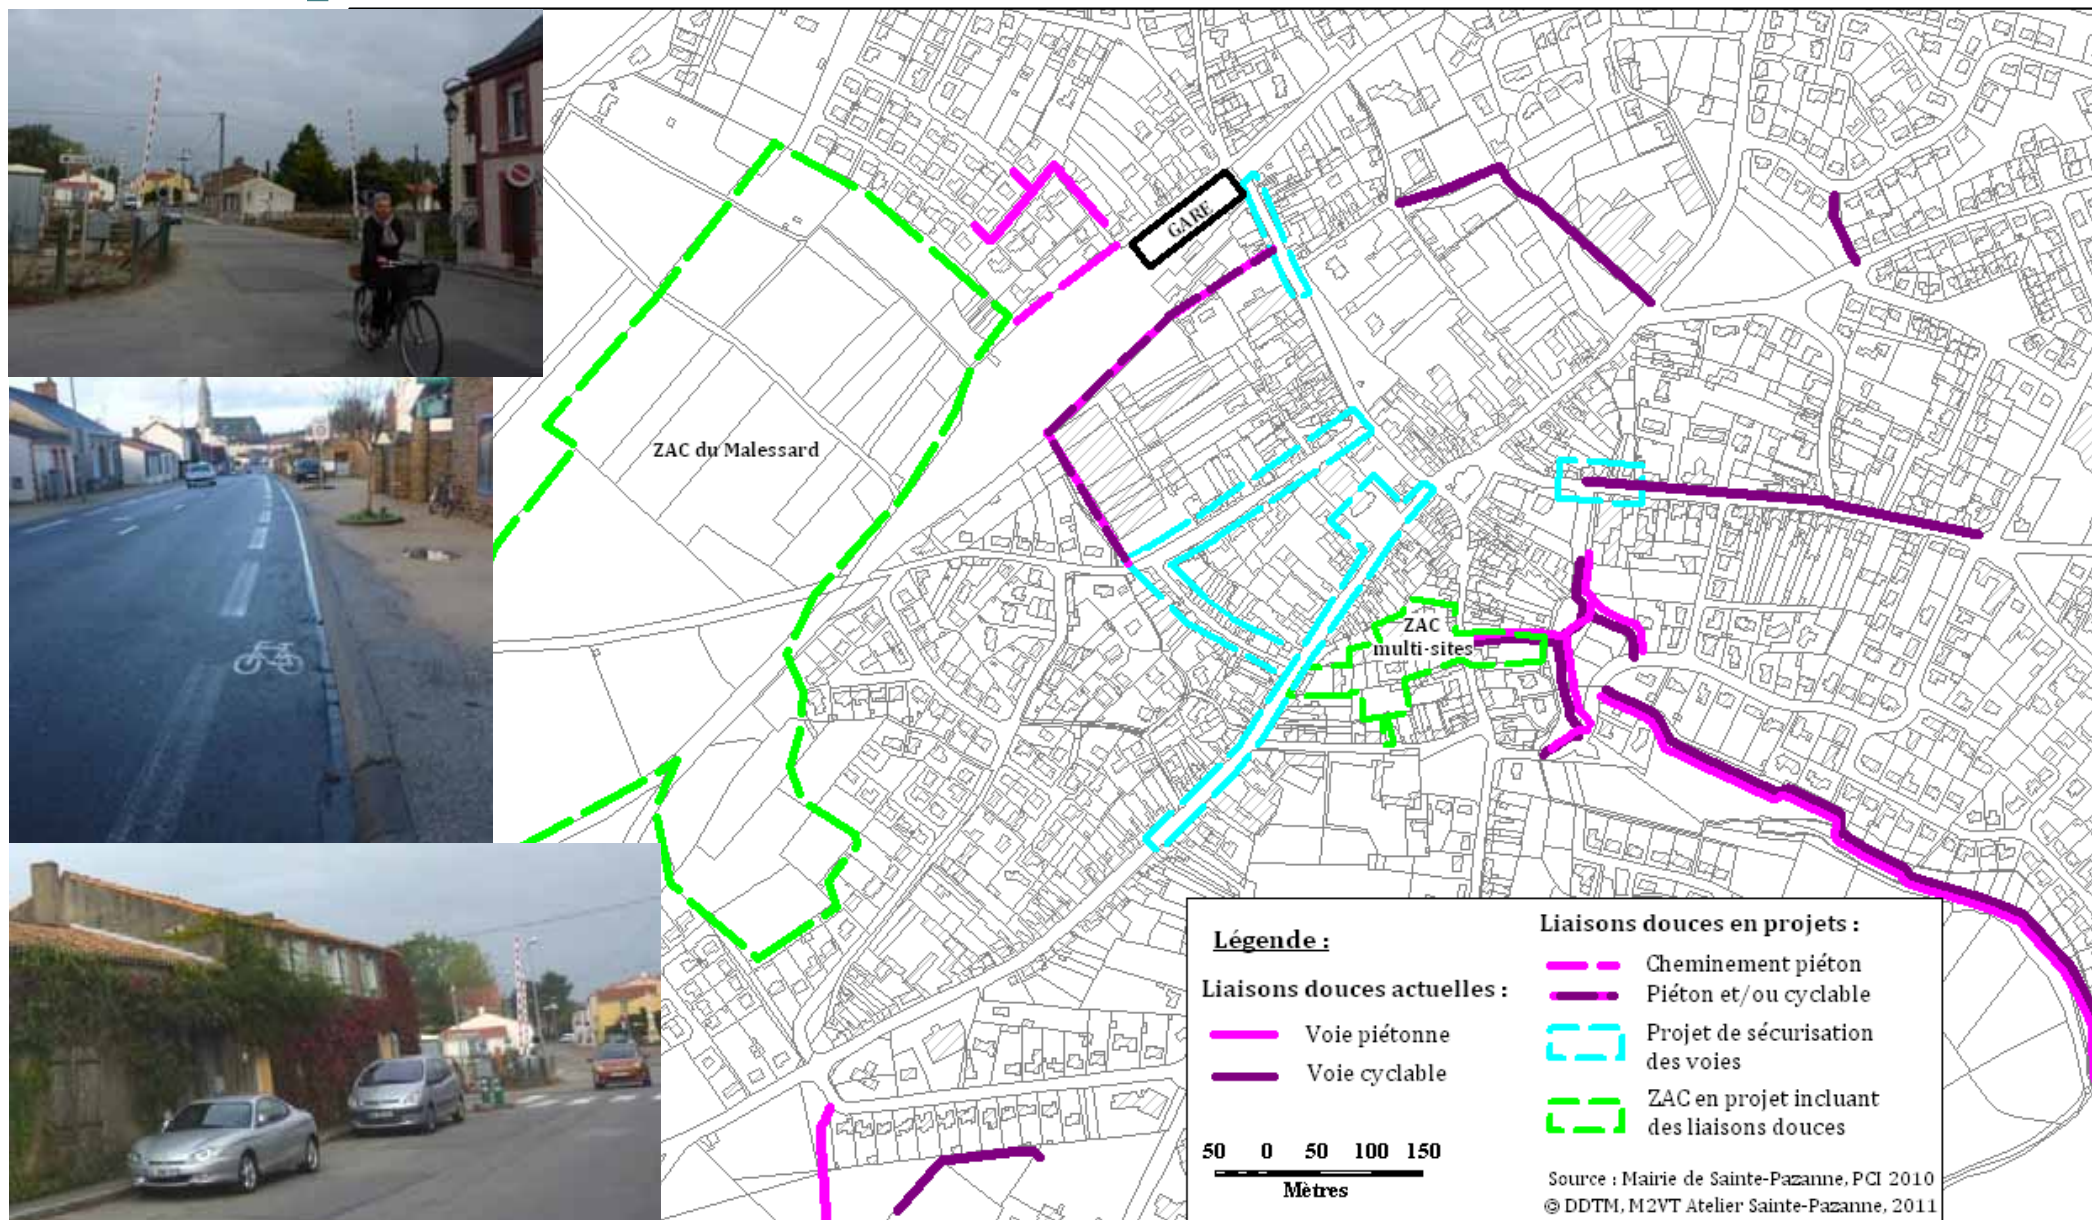 GARE
ZAC du Malessard
ZAC
multi-sites
Légende :
Liaisons douces actuelles :
Voie piétonne
Voie cyclable
50 0 50 100 150
Mètres
Liaisons douces en projets :
Cheminement piéton
Piéton et/ou cyclable
Projet de sécurisation
des voies
ZAC en projet incluant
des liaisons douces
Source : Mairie de Sainte-Pazanne, PCI 2010
© DDTM, M2VT Atelier Sainte-Pazanne, 2011